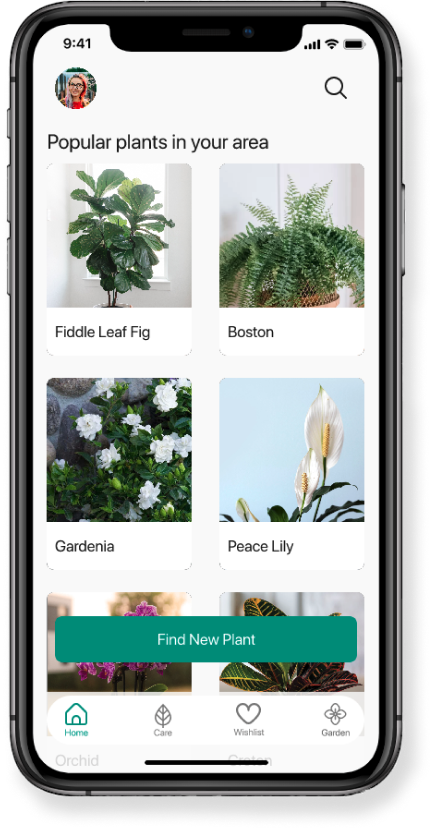 9:41
Popular plants in your area
Fiddle Leaf Fig
Boston
Gardenia
Peace Lily
Find New Plant
Home
Care
Wishlist
Garden
Orchid
Croton